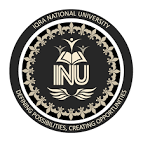 IQRA NATIONAL UNIVERSITY
INU
DEFINING POSSIBILITIES, CREATING OPPORTUNITIES